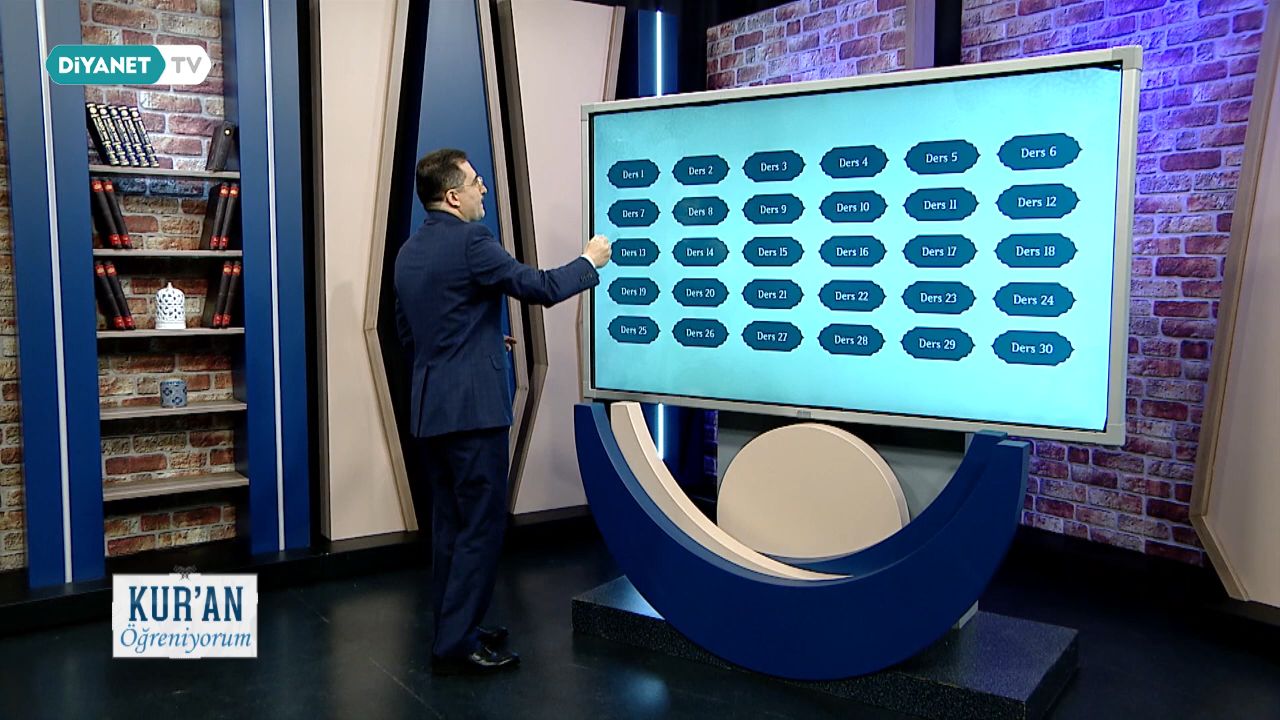 DİYANET TV
Ders 1 Ders 2 Ders 3 Ders 4 Ders 5 Ders 6
Ders 7 Ders 8 Ders 9 Ders 10 Ders 11 Ders 12
Ders 13 Ders 14 Ders 15 Ders 16 Ders 17 Ders 18
Ders 19 Ders 20 Ders 21 Ders 22 Ders 23 Ders 24
Ders 25 Ders 26 Ders 27 Ders 28 Ders 29 Ders 30
KUR'AN
Öğreniyorum